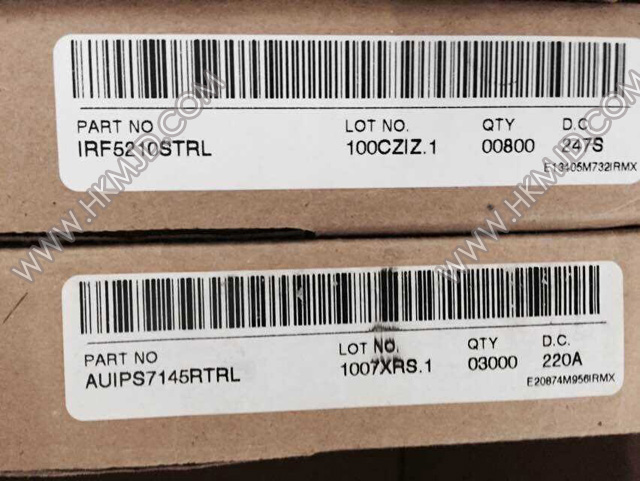 PART NO LOT NO. QTY D.C.
IRF5210STRL 100CZIZ.1 00800 247S
E13405M732IRMX
PART NO LOT NO. QTY D.C.
AUIPS7145RTRL 1007XRS.1 03000 220A
E20874M956IRMX
WWW.HKMJD.COM
WWW.HKMJD.COM